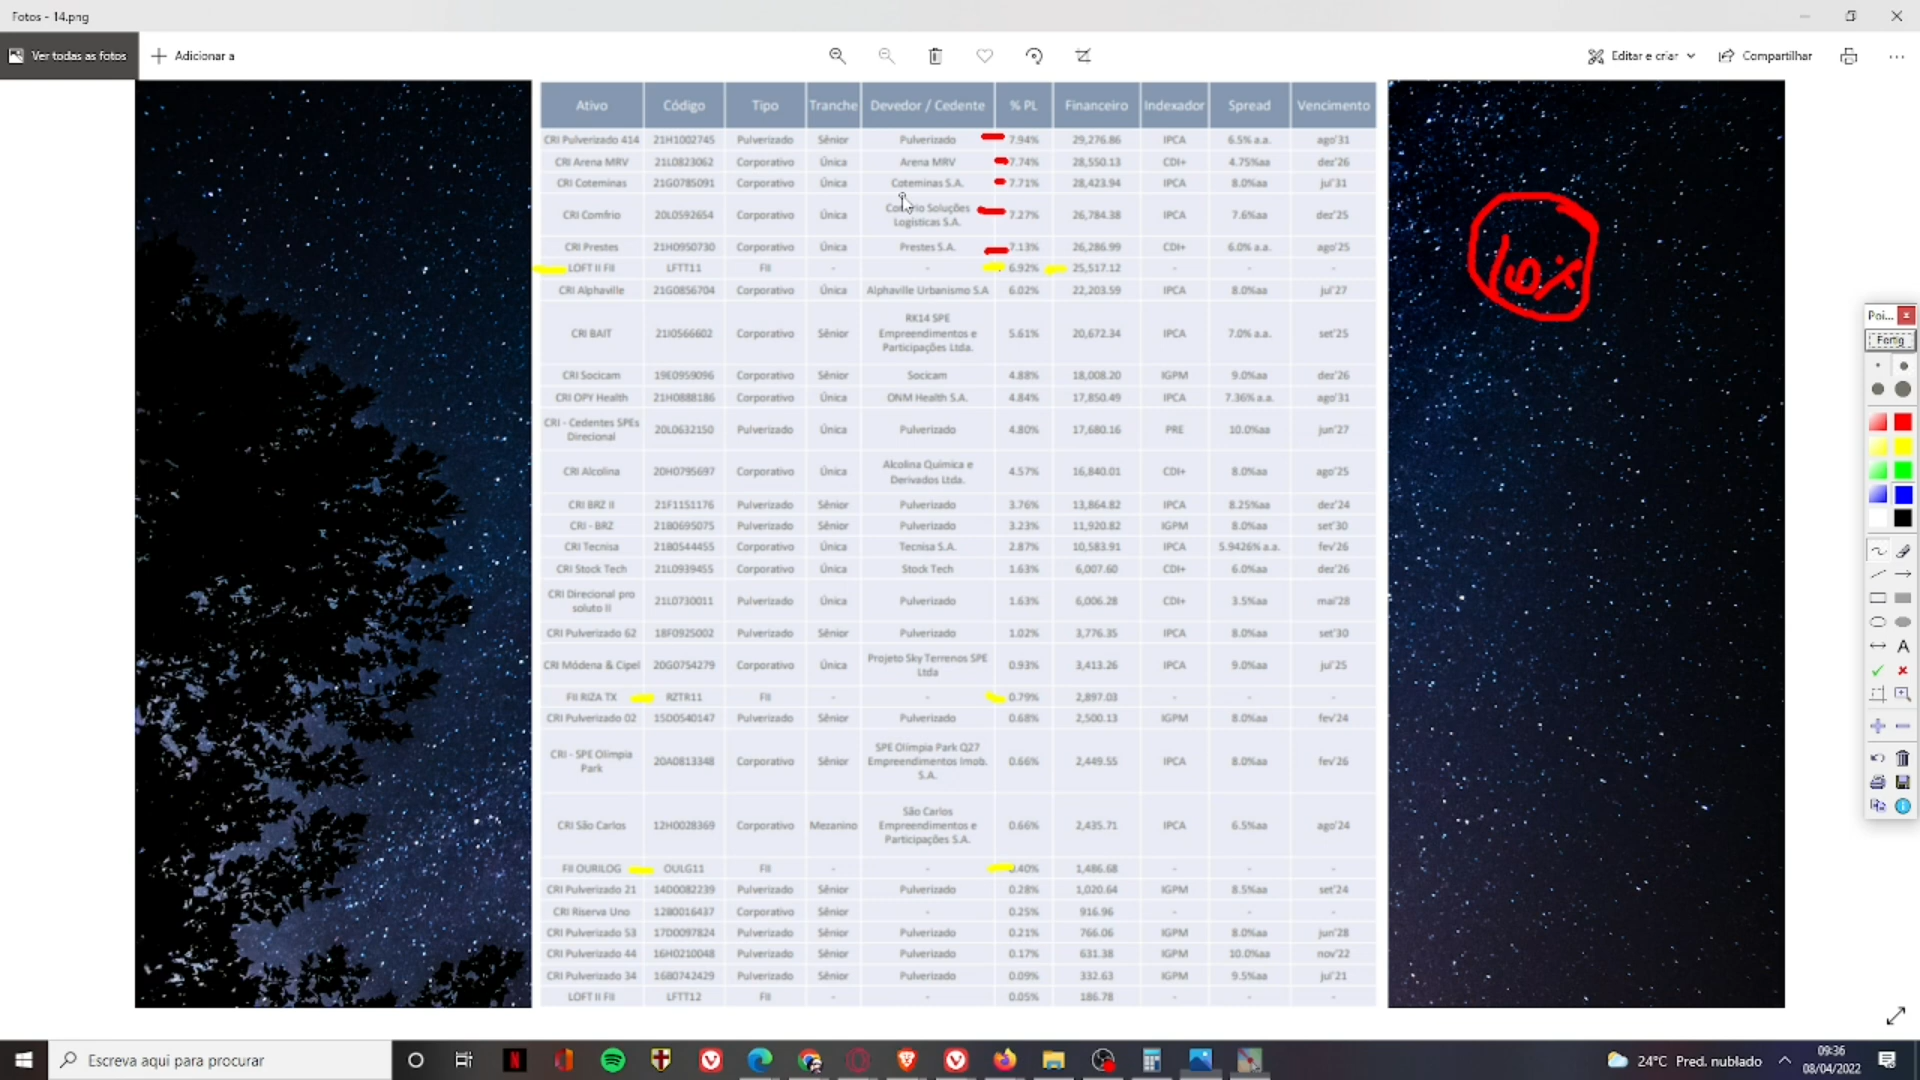 Fotos - 14.png
Ver todas as fotos
Adicionar a
Editar e criar
Compartilhar
Ativo Código Tipo Tranche Devedor / Cedente % PL Financeiro Indexador Spread Vencimento
CRI Pulverizado 414 21H1002745 Pulverizado Sênior Pulverizado 7.94% 29,276.86 IPCA 6.5% a.a. ago'31
CRI Arena MRV 21L0823062 Corporativo Única Arena MRV 7.74% 28,550.13 CDI+ 4.75%aa dez'26
CRI Coteminas 21G0785091 Corporativo Única Coteminas S.A. 7.71% 28,423.94 IPCA 8.0%aa jul'31
CRI Comfrio 20L0592654 Corporativo Única Soluções Logísticas S.A. 7.27% 26,784.38 IPCA 7.6%aa dez'25
CRI Prestes 21H0950730 Corporativo Única Prestes S.A. 7.13% 26,286.99 CDI+ 6.0% a.a. ago'25
LOFT II FII LFTT11 FII - - 6.92% 25,517.12 - - -
CRI Alphaville 21G0856704 Corporativo Única Alphaville Urbanismo S.A 6.02% 22,203.59 IPCA 8.0%aa jul'27
CRI BAIT 21I0566602 Corporativo Sênior RK14 SPE Empreendimentos e Participações Ltda. 5.61% 20,672.34 IPCA 7.0% a.a. set'25
CRI Socicam 19E0959096 Corporativo Sênior Socicam 4.88% 18,008.20 IGPM 9.0%aa dez'26
CRI OPY Health 21H0888186 Corporativo Única ONM Health S.A. 4.84% 17,850.49 IPCA 7.36% a.a. ago'31
CRI - Cedentes SPEs Direcional 20L0632150 Pulverizado Única Pulverizado 4.80% 17,680.16 PRE 10.0%aa jun'27
CRI Alcolina 20H0795697 Corporativo Única Alcolina Química e Derivados Ltda. 4.57% 16,840.01 CDI+ 8.0%aa ago'25
CRI BRZ II 21F1151176 Pulverizado Sênior Pulverizado 3.76% 13,864.82 IPCA 8.25%aa dez'24
CRI - BRZ 21B0695075 Pulverizado Sênior Pulverizado 3.23% 11,920.82 IGPM 8.0%aa set'30
CRI Tecnisa 21B0544455 Corporativo Única Tecnisa S.A. 2.87% 10,583.91 IPCA 5.9426% a.a. fev'26
CRI Stock Tech 21L0939455 Corporativo Única Stock Tech 1.63% 6,007.60 CDI+ 6.0%aa dez'26
CRI Direcional pro soluto II 21L0730011 Pulverizado Única Pulverizado 1.63% 6,006.28 CDI+ 3.5%aa mai'28
CRI Pulverizado 62 18F0925002 Pulverizado Sênior Pulverizado 1.02% 3,776.35 IPCA 8.0%aa set'30
CRI Módena & Cipel 20G0754279 Corporativo Única Projeto Sky Terrenos SPE Ltda 0.93% 3,413.26 IPCA 9.0%aa jul'25
FII RIZA TX RZTR11 FII - - 0.79% 2,897.03 - - -
CRI Pulverizado 02 15D0540147 Pulverizado Sênior Pulverizado 0.68% 2,500.13 IGPM 8.0%aa fev'24
CRI - SPE Olímpia Park 20A0813348 Corporativo Sênior SPE Olímpia Park Q27 Empreendimentos Imob. S.A. 0.66% 2,449.55 IPCA 8.0%aa fev'26
CRI São Carlos 12H0028369 Corporativo Mezanino São Carlos Empreendimentos e Participações S.A. 0.66% 2,435.71 IPCA 6.5%aa ago'24
FII OURILOG OULG11 FII - - 0.40% 1,486.68 - - -
CRI Pulverizado 21 14D0082239 Pulverizado Sênior Pulverizado 0.28% 1,020.64 IGPM 8.5%aa set'24
CRI Riserva Uno 12B0016437 Corporativo Sênior - 0.25% 916.96 - - -
CRI Pulverizado 53 17D0097824 Pulverizado Sênior Pulverizado 0.21% 766.06 IGPM 8.0%aa jun'28
CRI Pulverizado 44 16H0210048 Pulverizado Sênior Pulverizado 0.17% 631.38 IGPM 10.0%aa nov'22
CRI Pulverizado 34 16B0742429 Pulverizado Sênior Pulverizado 0.09% 332.63 IGPM 9.5%aa jul'21
LOFT II FII LFTT12 FII - - 0.05% 186.78 - - -
10%
Poi...
Fertig
A
Escreva aqui para procurar
24°C Pred. nublado
09:36
08/04/2022